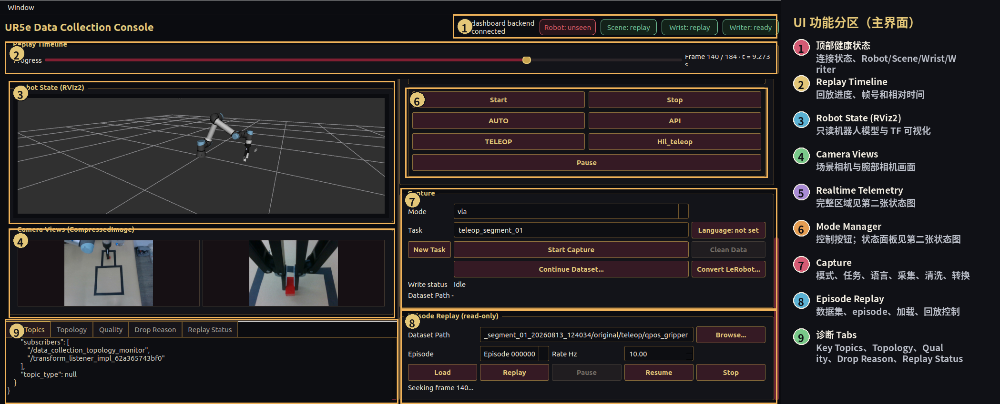 Window
UR5e Data Collection Console
1
dashboard backend
connected
Robot: unseen
Scene: replay
Wrist: replay
Writer: ready
Replay Timeline
2
Progress
Frame 140 / 184 · t = 9.273
s
3
Robot State (RViz2)
4
Camera Views (CompressedImage)
9
Topics
Topology
Quality
Drop Reason
Replay Status
"subscribers": [
"/data_collection_topology_monitor",
"/transform_listener_impl_62a365743bf0"
],
"topic_type": null
}
}
6
Start
Stop
AUTO
API
TELEOP
Hil_teleop
Pause
Capture
7
Mode
vla
Task
teleop_segment_01
Language: not set
New Task
Start Capture
Clean Data
Continue Dataset...
Convert LeRobot...
Write status
Idle
Dataset Path -
Episode Replay (read-only)
8
Dataset Path
_segment_01_20260813_124034/original/teleop/qpos_gripper
Browse...
Episode
Episode 000000
Rate Hz
10.00
Load
Replay
Pause
Resume
Stop
Seeking frame 140...
UI 功能分区（主界面）
1
顶部健康状态
连接状态、Robot/Scene/Wrist/W
riter
2
Replay Timeline
回放进度、帧号和相对时间
3
Robot State (RViz2)
只读机器人模型与 TF 可视化
4
Camera Views
场景相机与腕部相机画面
5
Realtime Telemetry
完整区域见第二张状态图
6
Mode Manager
控制按钮；状态面板见第二张状态图
7
Capture
模式、任务、语言、采集、清洗、转换
8
Episode Replay
数据集、episode、加载、回放控制
9
诊断 Tabs
Key Topics、Topology、Qual
ity、Drop Reason、Replay Status